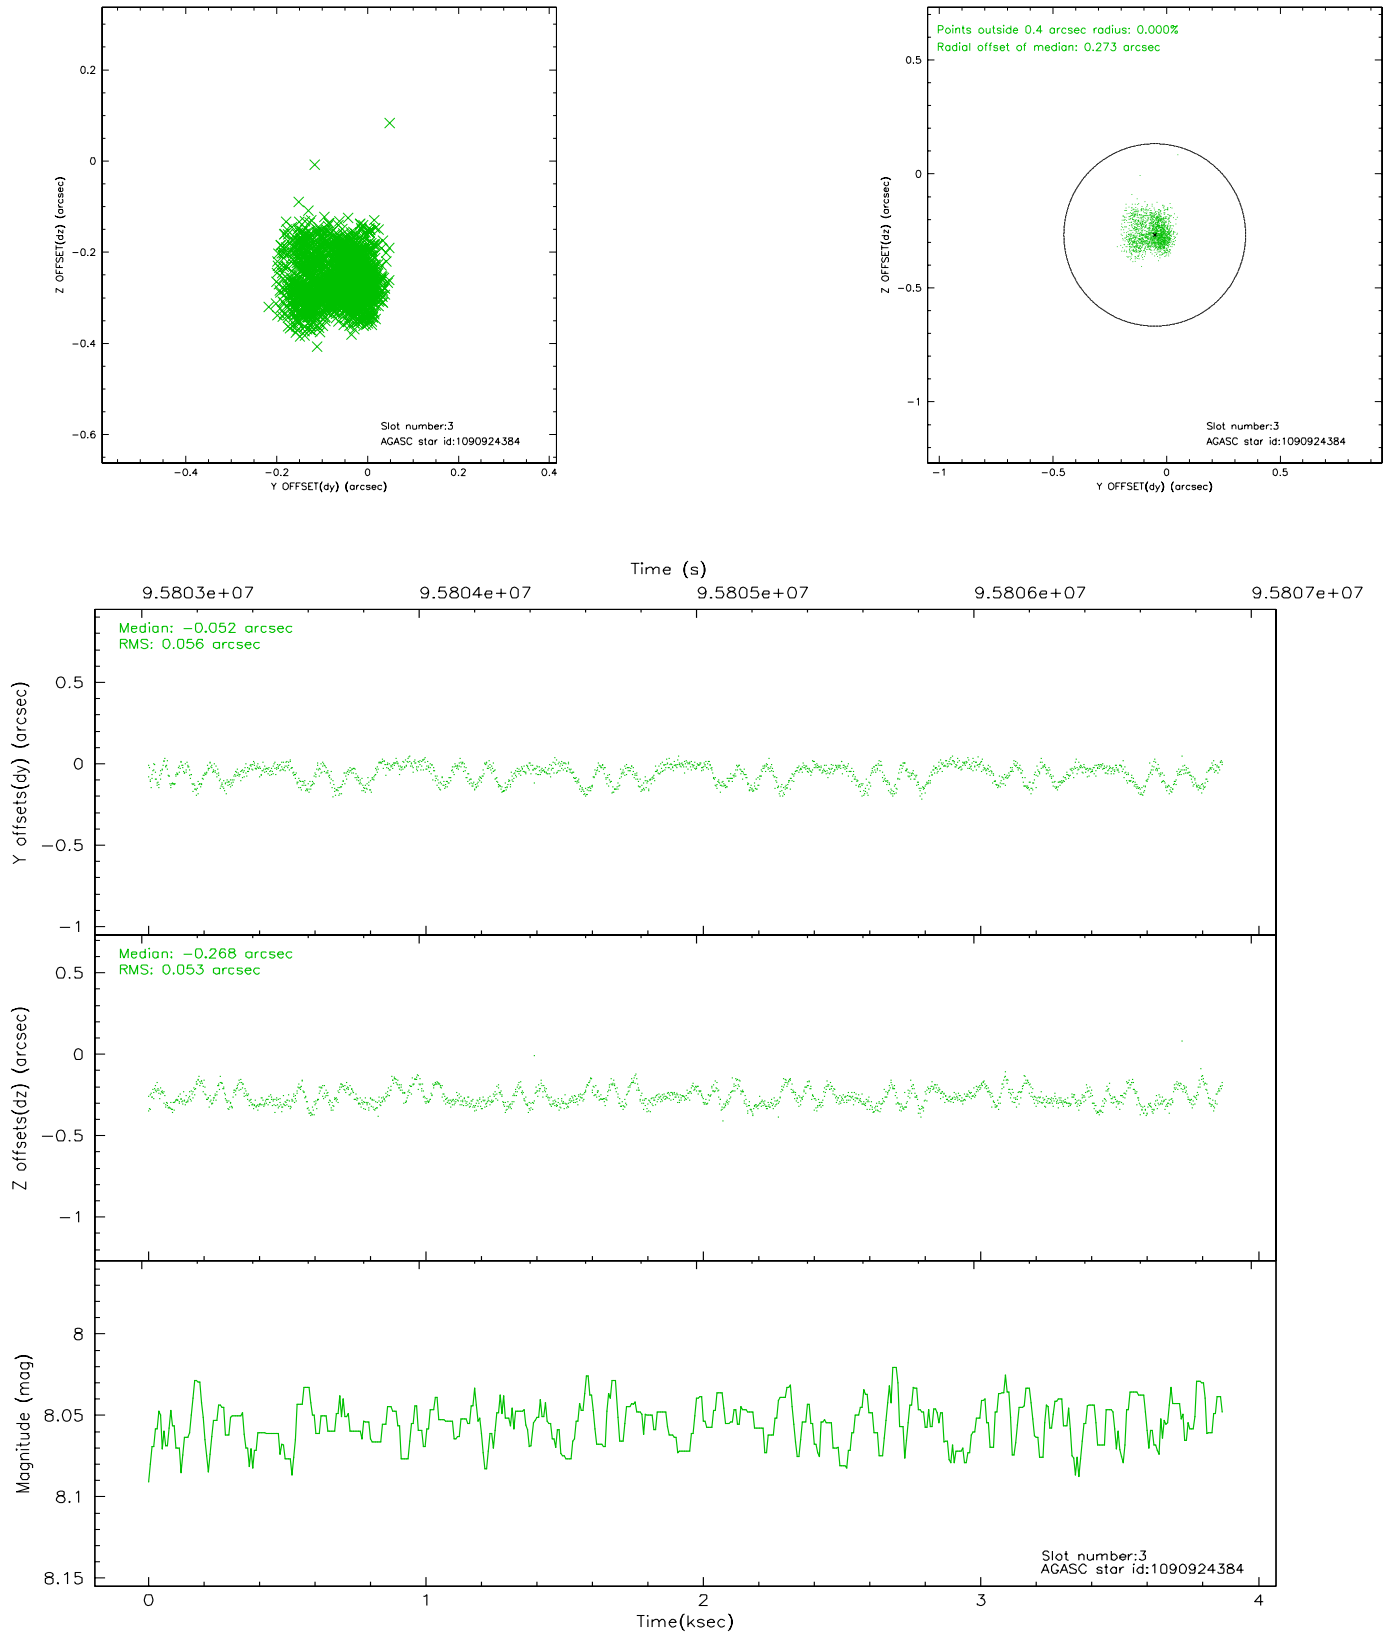 0.2
0
−0.2
−0.4
−0.6
−0.4
−0.2
0
0.2
0.4
Z OFFSET(dz) (arcsec)
Y OFFSET(dy) (arcsec)
Slot number:3
AGASC star id:1090924384
Points outside 0.4 arcsec radius: 0.000%
Radial offset of median: 0.273 arcsec
0.5
0
−0.5
−1
−1
−0.5
0
0.5
Z OFFSET(dz) (arcsec)
Y OFFSET(dy) (arcsec)
Slot number:3
AGASC star id:1090924384
Time (s)
9.5803e+07
9.5804e+07
9.5805e+07
9.5806e+07
9.5807e+07
Median: −0.052 arcsec
RMS: 0.056 arcsec
0.5
0
−0.5
−1
Y offsets(dy) (arcsec)
Median: −0.268 arcsec
RMS: 0.053 arcsec
0.5
0
−0.5
−1
Z offsets(dz) (arcsec)
8
8.05
8.1
8.15
Magnitude (mag)
Slot number:3
AGASC star id:1090924384
0
1
2
3
4
Time(ksec)